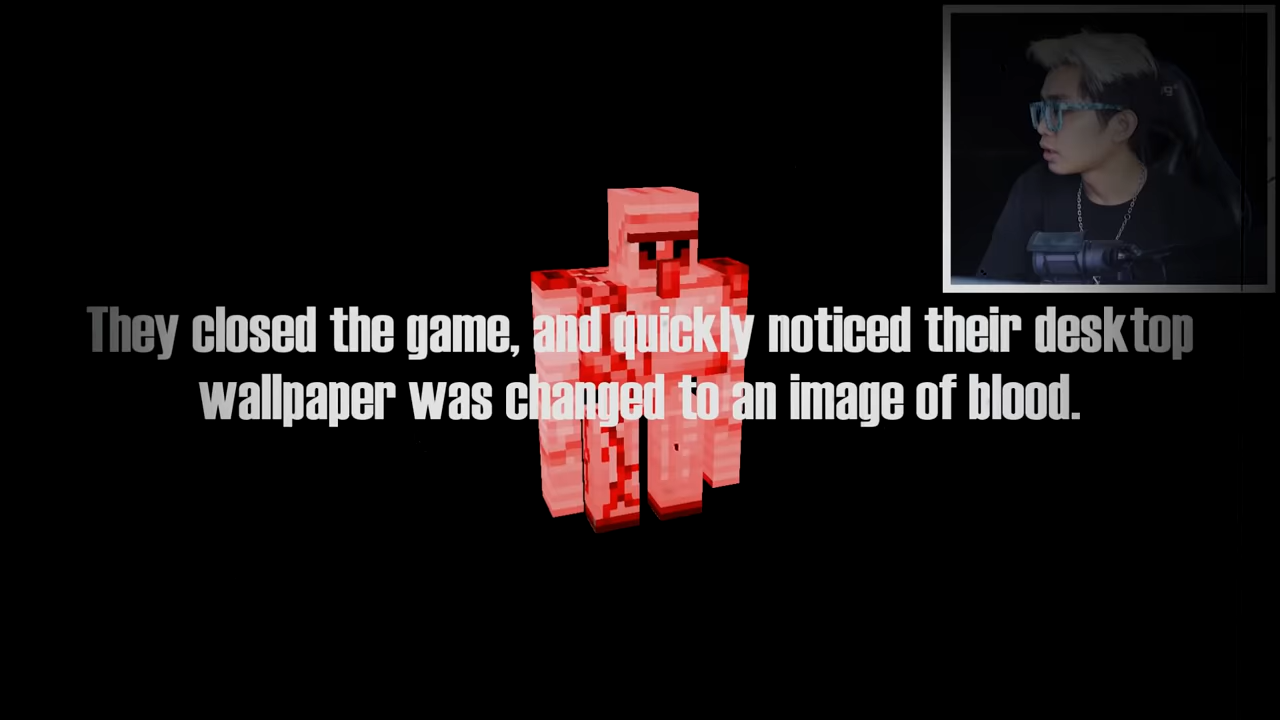 They closed the game, and quickly noticed their desktop
wallpaper was changed to an image of blood.